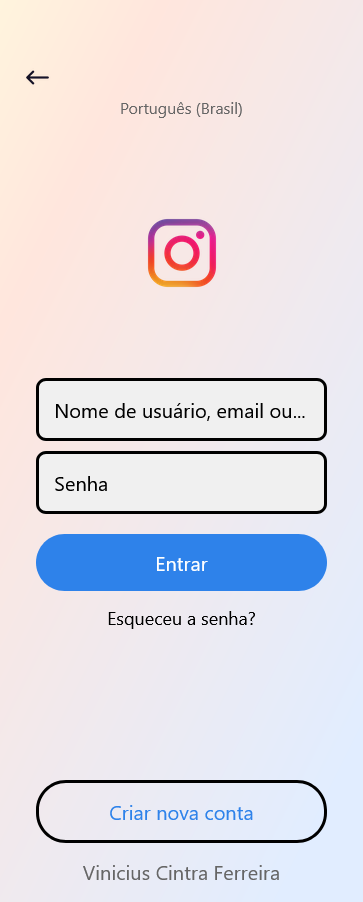 Português (Brasil)
Nome de usuário, email ou...
Senha
Entrar
Esqueceu a senha?
Criar nova conta
Vinicius Cintra Ferreira